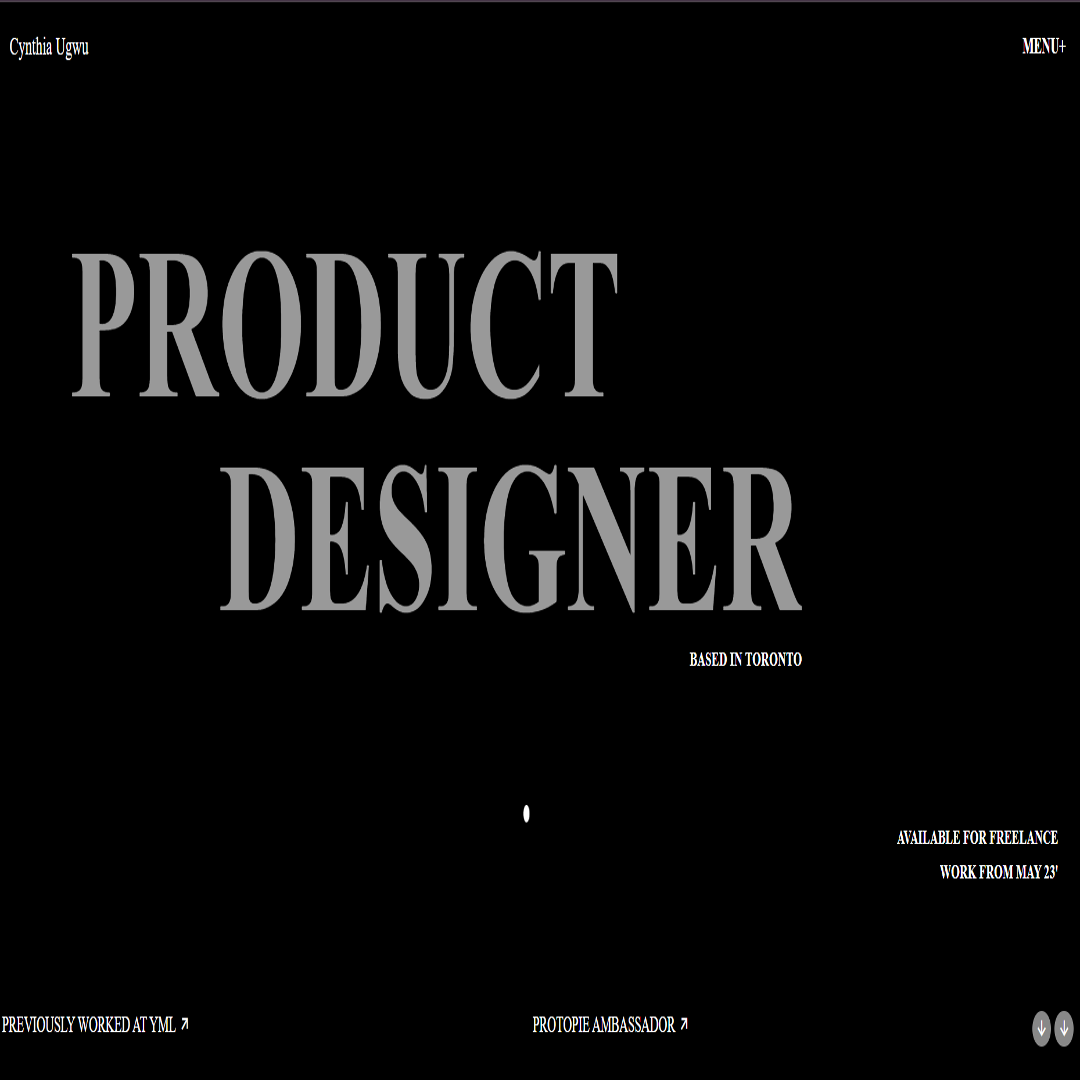 Cynthia Ugwu
MENU+
PRODUCT
DESIGNER
BASED IN TORONTO
AVAILABLE FOR FREELANCE
WORK FROM MAY 23'
PREVIOUSLY WORKED AT YML
PROTOPIE AMBASSADOR